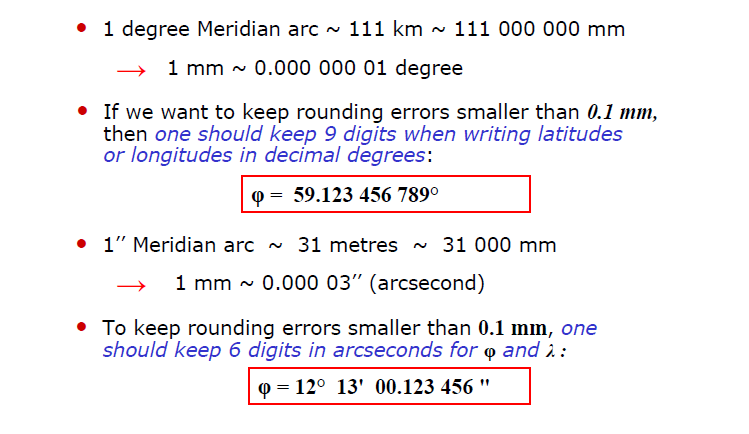 • 1 degree Meridian arc ~ 111 km ~ 111 000 000 mm
→ 1 mm ~ 0.000 000 01 degree
• If we want to keep rounding errors smaller than 0.1 mm,
then one should keep 9 digits when writing latitudes
or longitudes in decimal degrees:
φ = 59.123 456 789°
• 1′′ Meridian arc ~ 31 metres ~ 31 000 mm
→ 1 mm ~ 0.000 03′′ (arcsecond)
• To keep rounding errors smaller than 0.1 mm, one
should keep 6 digits in arcseconds for φ and λ:
φ = 12° 13' 00.123 456 "